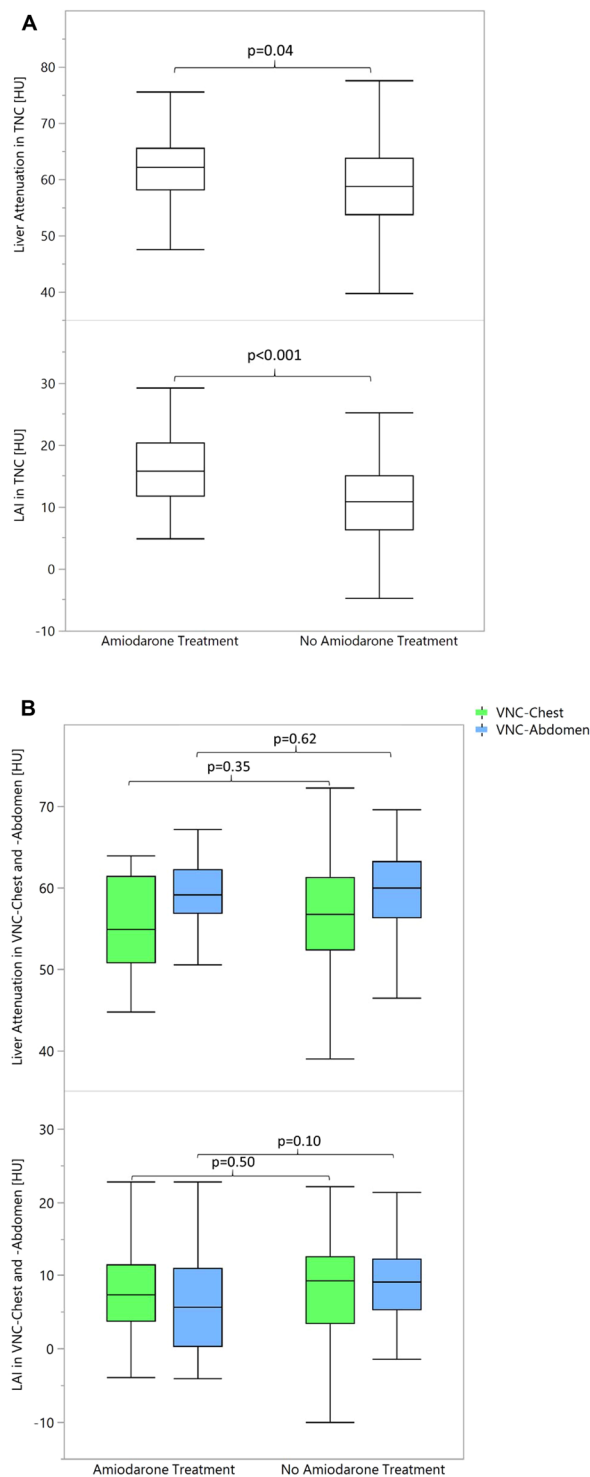 A
p=0.04
Liver Attenuation in TNC [HU]
80
70
60
50
40
p<0.001
LAI in TNC [HU]
30
20
10
0
-10
Amiodarone Treatment No Amiodarone Treatment
B
VNC-Chest
VNC-Abdomen
p=0.62
p=0.35
Liver Attenuation in VNC-Chest and -Abdomen [HU]
70
60
50
40
p=0.10
p=0.50
LAI in VNC-Chest and -Abdomen [HU]
30
20
10
0
-10
Amiodarone Treatment No Amiodarone Treatment